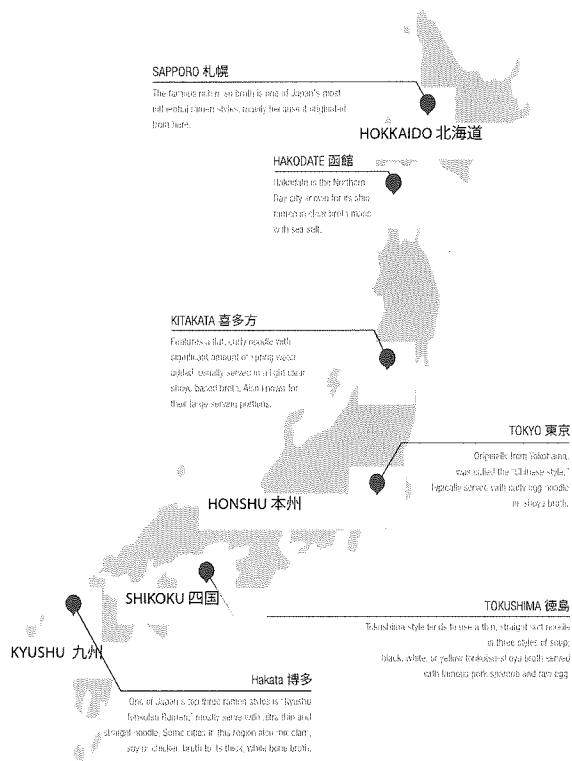 SAPPORO 札幌
The famous rich miso broth is one of Japan's most
influential ramen styles, mainly because it originated
from here.
HOKKAIDO 北海道
HAKODATE 函館
Hakodate is the Northern
Bay city known for its shio
ramen in clear broth made
with sea salt.
KITAKATA 喜多方
Features a flat, curly noodle with
significant amount of spring water
added, usually served in a light clear
shoyu based broth. Also known for
their large serving portions.
TOKYO 東京
Originally from Yokohama,
was called the "Chinese style,"
typically served with curly egg noodle
in shoyu broth.
HONSHU 本州
SHIKOKU 四国
TOKUSHIMA 徳島
Tokushima style tends to use a thin, straight soft noodle
in three styles of soup;
black, white, or yellow tonkotsu-shoyu broth served
with famous pork and raw egg.
KYUSHU 九州
Hakata 博多
One of Japan's top three ramen styles is "Kyushu
Tonkotsu Ramen," mostly serve with ultra thin and
straight noodle. Some cities in this region also mix clam,
soy or chicken broth to its thick, white bone broth.